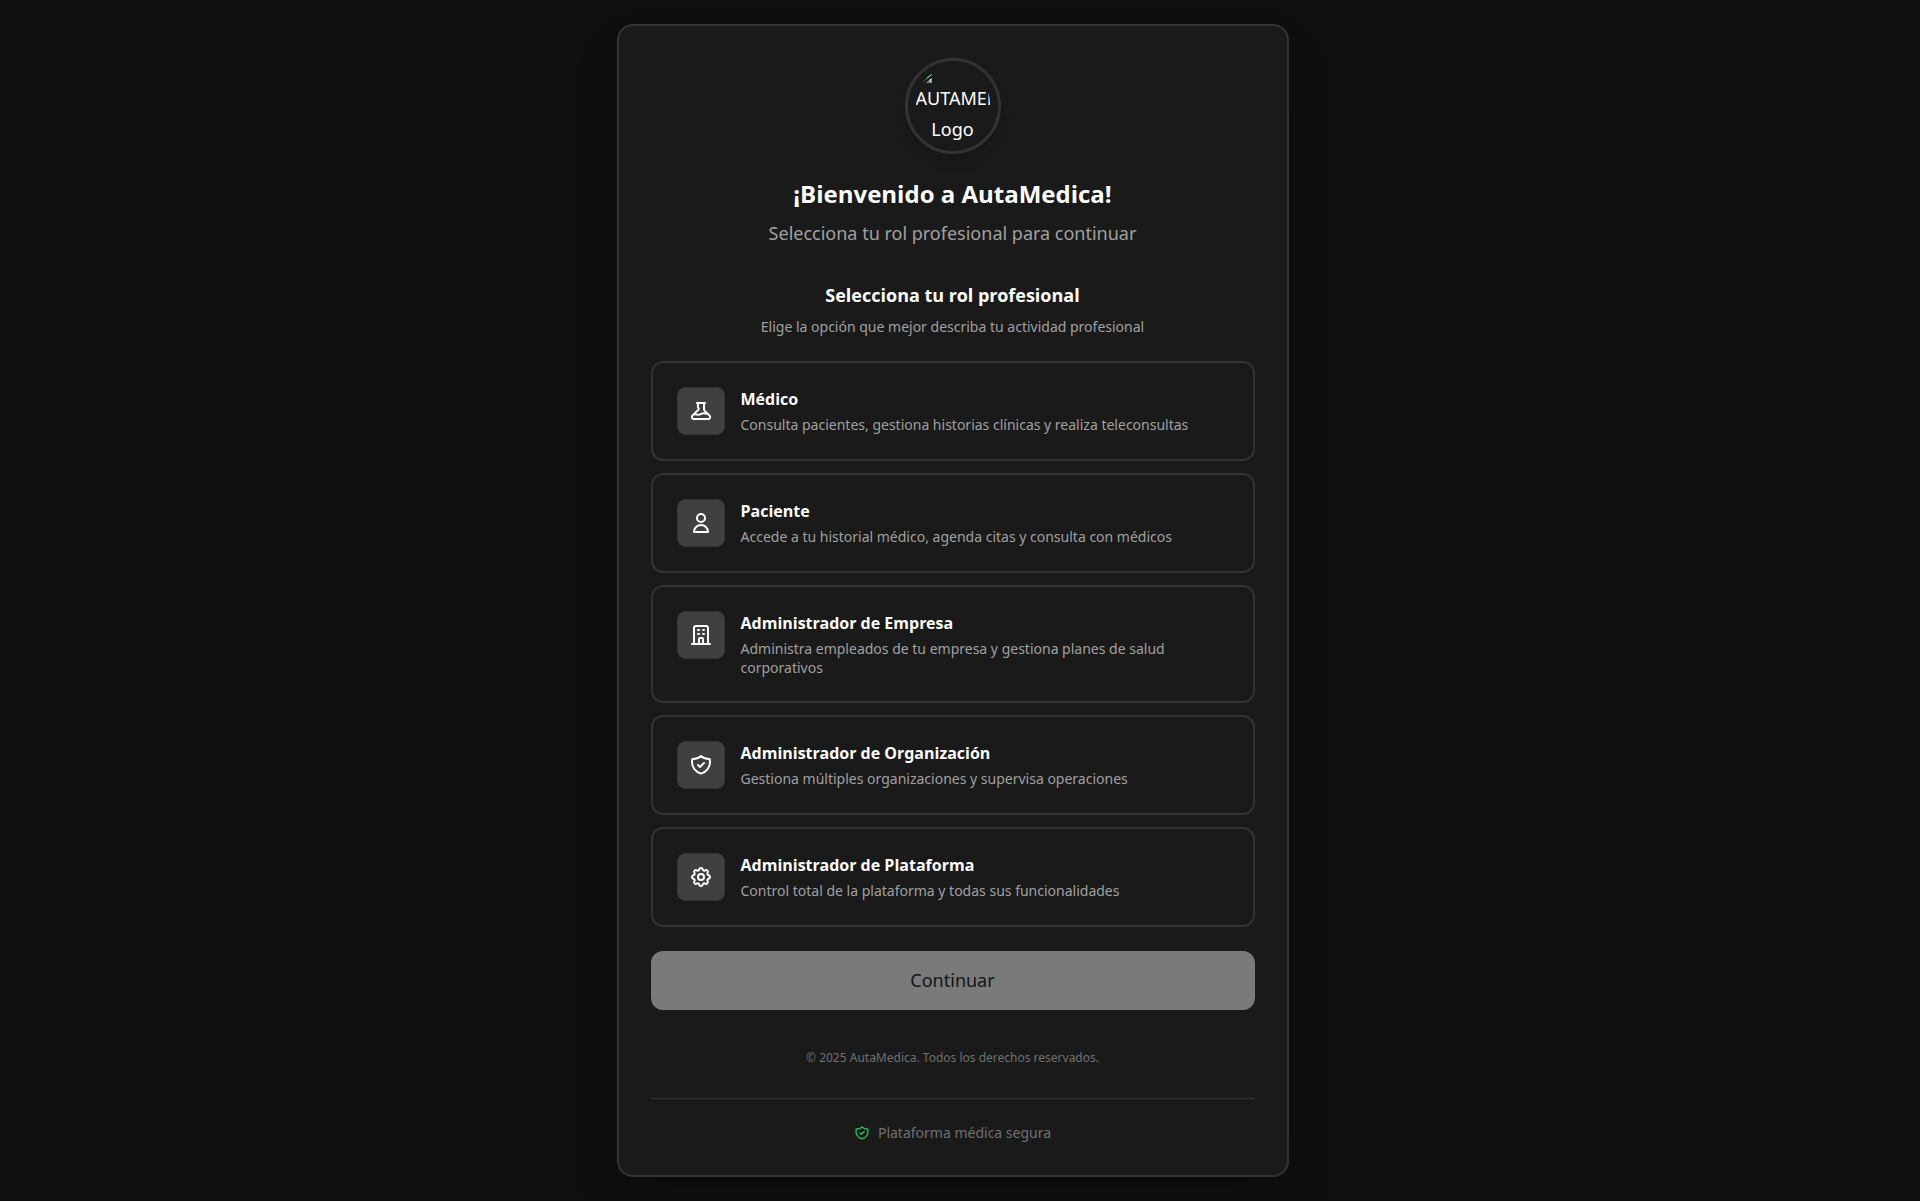 Logo
¡Bienvenido a AutaMedica!
Selecciona tu rol profesional para continuar
Selecciona tu rol profesional
Elige la opción que mejor describa tu actividad profesional
Médico
Consulta pacientes, gestiona historias clínicas y realiza teleconsultas
Paciente
Accede a tu historial médico, agenda citas y consulta con médicos
Administrador de Empresa
Administra empleados de tu empresa y gestiona planes de salud
corporativos
Administrador de Organización
Gestiona múltiples organizaciones y supervisa operaciones
Administrador de Plataforma
Control total de la plataforma y todas sus funcionalidades
Continuar
© 2025 AutaMedica. Todos los derechos reservados.
Plataforma médica segura